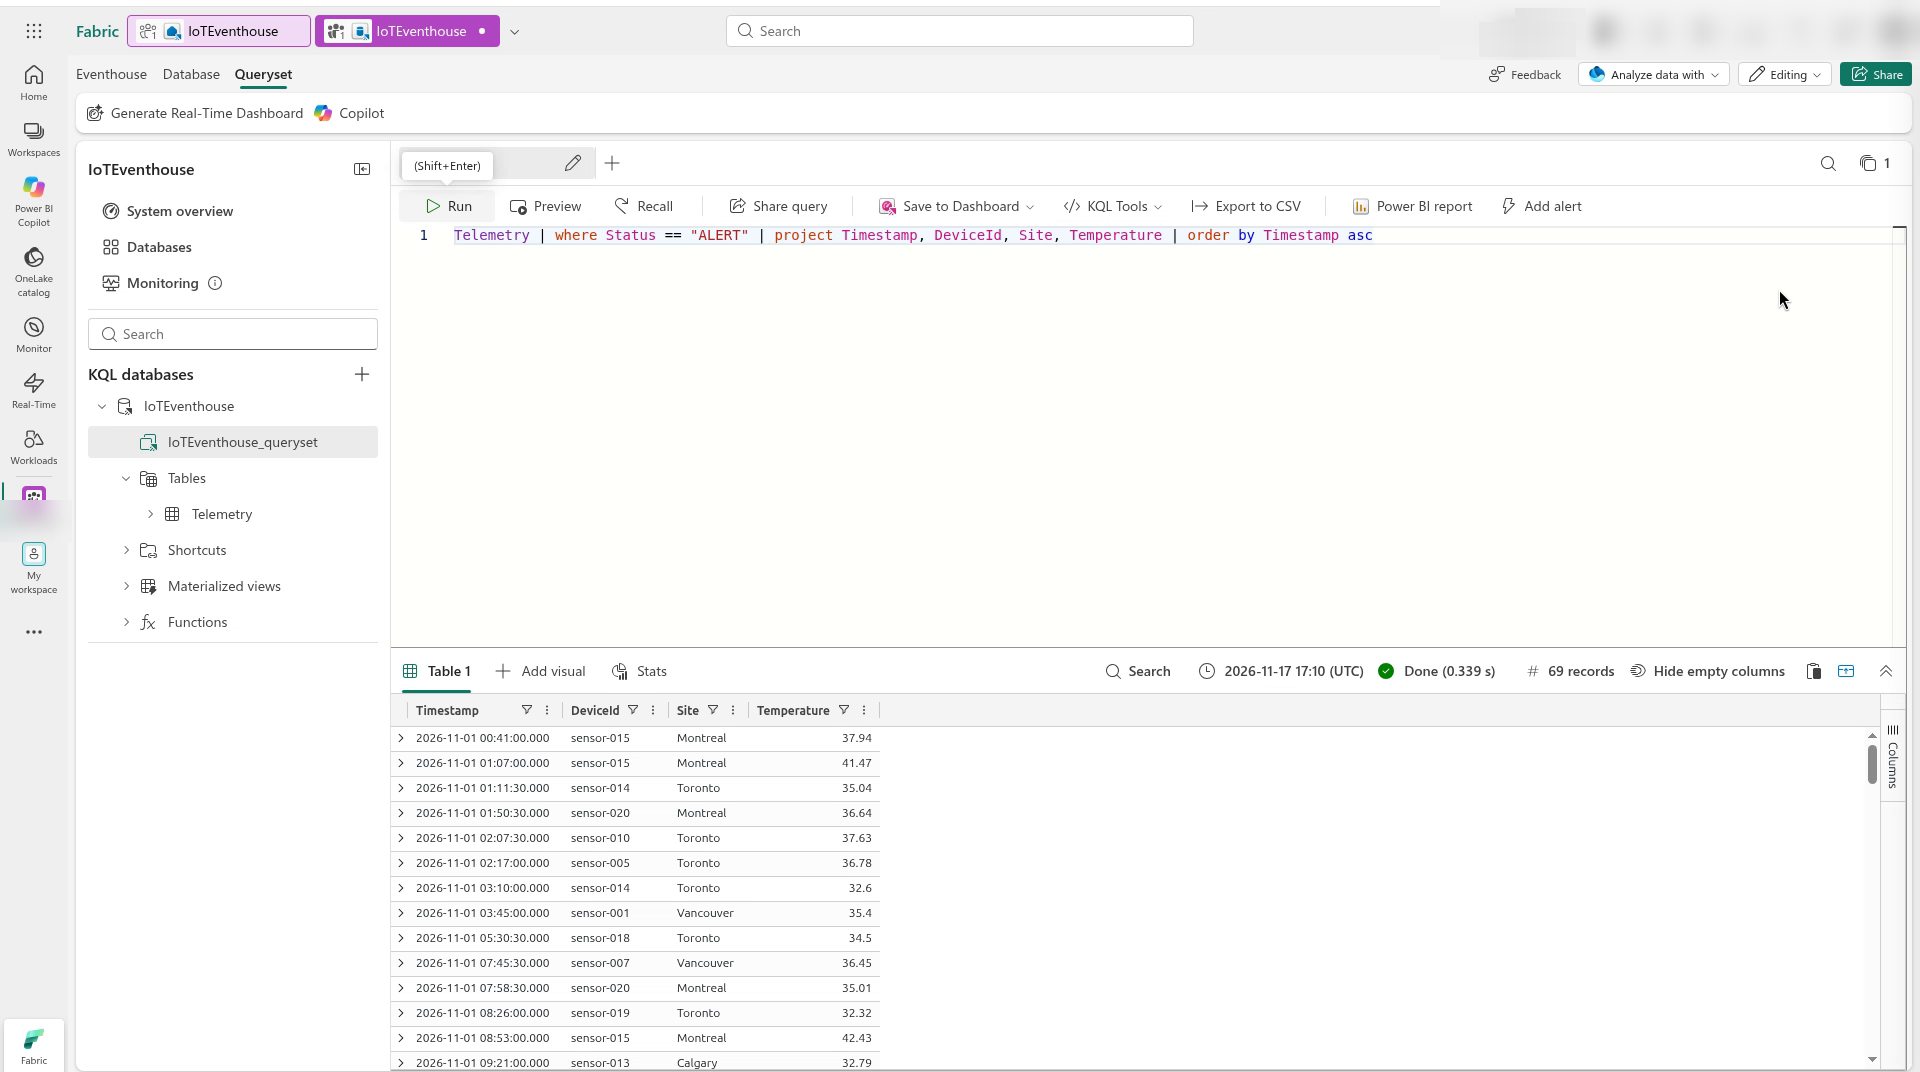 Fabric
IoTEventhouse
IoTEventhouse
Search
Home
Workspaces
Power BI
Copilot
OneLake
catalog
Monitor
Real-Time
Workloads
My
workspace
Fabric
Eventhouse
Database
Queryset
Feedback
Analyze data with
Editing
Share
Generate Real-Time Dashboard
Copilot
IoTEventhouse
System overview
Databases
Monitoring
Search
KQL databases
IoTEventhouse
IoTEventhouse_queryset
Tables
Telemetry
Shortcuts
Materialized views
Functions
(Shift+Enter)
1
Run
Preview
Recall
Share query
Save to Dashboard
KQL Tools
Export to CSV
Power BI report
Add alert
1 Telemetry | where Status == "ALERT" | project Timestamp, DeviceId, Site, Temperature | order by Timestamp asc
Table 1
Add visual
Stats
Search
2026-11-17 17:10 (UTC)
Done (0.339 s)
# 69 records
Hide empty columns
Timestamp DeviceId Site Temperature
2026-11-01 00:41:00.000 sensor-015 Montreal 37.94
2026-11-01 01:07:00.000 sensor-015 Montreal 41.47
2026-11-01 01:11:30.000 sensor-014 Toronto 35.04
2026-11-01 01:50:30.000 sensor-020 Montreal 36.64
2026-11-01 02:07:30.000 sensor-010 Toronto 37.63
2026-11-01 02:17:00.000 sensor-005 Toronto 36.78
2026-11-01 03:10:00.000 sensor-014 Toronto 32.6
2026-11-01 03:45:00.000 sensor-001 Vancouver 35.4
2026-11-01 05:30:30.000 sensor-018 Toronto 34.5
2026-11-01 07:45:30.000 sensor-007 Vancouver 36.45
2026-11-01 07:58:30.000 sensor-020 Montreal 35.01
2026-11-01 08:26:00.000 sensor-019 Toronto 32.32
2026-11-01 08:53:00.000 sensor-015 Montreal 42.43
2026-11-01 09:21:00.000 sensor-013 Calgary 32.79
Columns